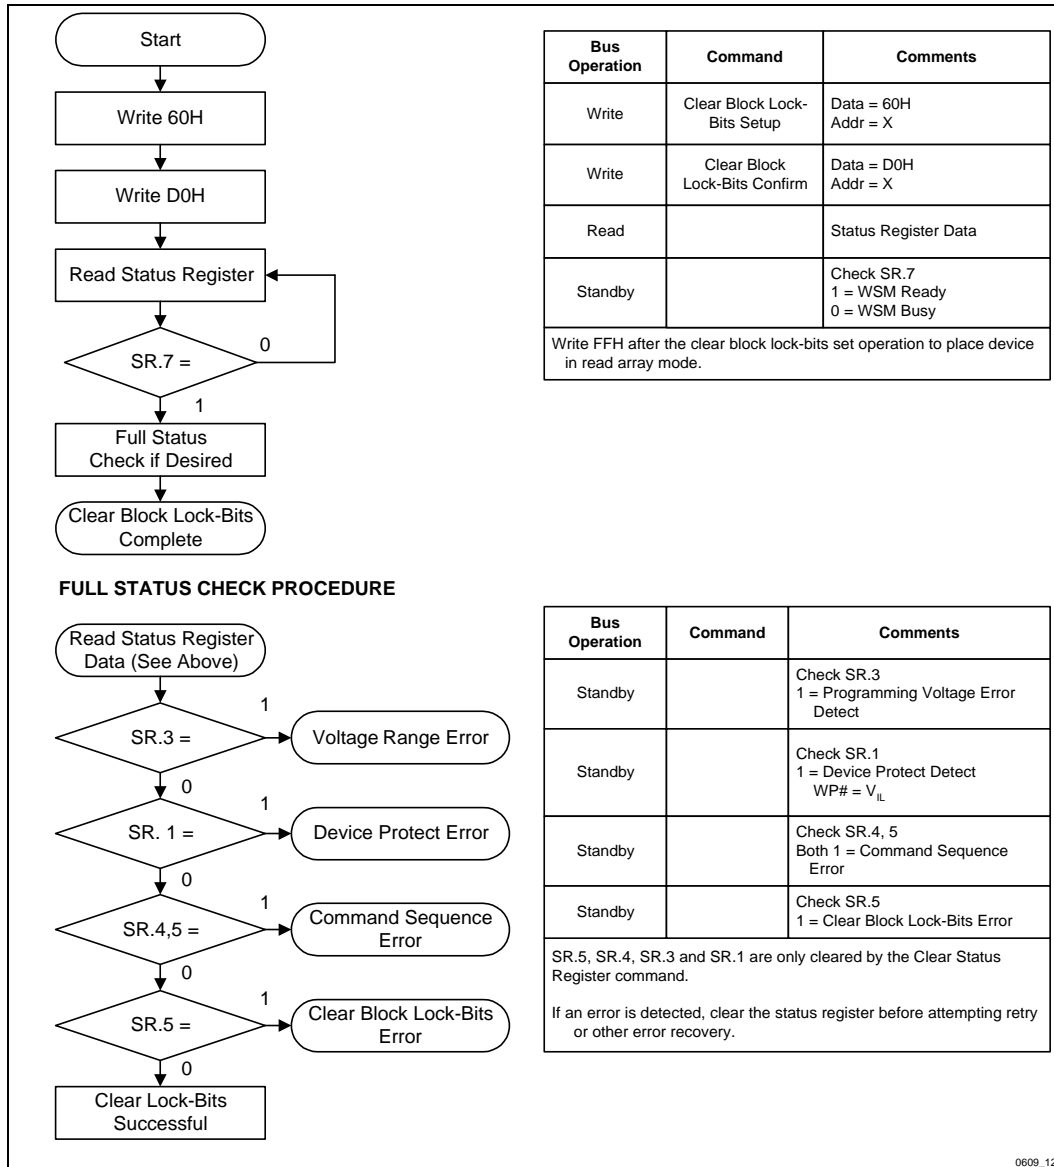 Start
Write 60H
Write D0H
Read Status Register
SR.7 =
0
1
Full Status
Check if Desired
Clear Block Lock-Bits
Complete
Bus
Operation
Command
Comments
Write
Clear Block Lock-
Bits Setup
Data = 60H
Addr = X
Write
Clear Block
Lock-Bits Confirm
Data = D0H
Addr = X
Read
Status Register Data
Standby
Check SR.7
1 = WSM Ready
0 = WSM Busy
Write FFH after the clear block lock-bits set operation to place device
in read array mode.
FULL STATUS CHECK PROCEDURE
Read Status Register
Data (See Above)
SR.3 =
1
Voltage Range Error
0
SR. 1 =
1
Device Protect Error
0
SR.4,5 =
1
Command Sequence
Error
0
SR.5 =
1
Clear Block Lock-Bits
Error
0
Clear Lock-Bits
Successful
Bus
Operation
Command
Comments
Standby
Check SR.3
1 = Programming Voltage Error
Detect
Standby
Check SR.1
1 = Device Protect Detect
WP# = VIL
Standby
Check SR.4, 5
Both 1 = Command Sequence
Error
Standby
Check SR.5
1 = Clear Block Lock-Bits Error
SR.5, SR.4, SR.3 and SR.1 are only cleared by the Clear Status
Register command.
If an error is detected, clear the status register before attempting retry
or other error recovery.
0609_12